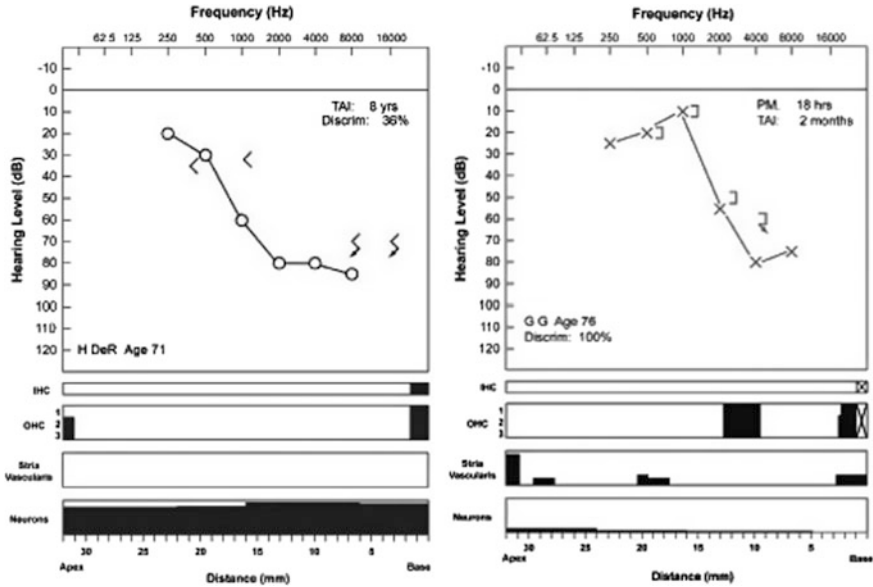 Frequency (Hz)
62.5 125 250 500 1000 2000 4000 8000 16000
-10
0
10
20
30
40
50
60
70
80
90
100
110
120
Hearing Level (dB)
TAI: 8 yrs
Discrim: 36%
H DeR Age 71
IHC
OHC
1
2
3
Stria
Vascularis
Neurons
30 20 10 5
Apex
Base
Distance (mm)
Frequency (Hz)
62.5 125 250 500 1000 2000 4000 8000 16000
-10
0
10
20
30
40
50
60
70
80
90
100
110
120
Hearing Level (dB)
PM. 18 hrs
TAI: 2 months
G G Age 76
Discrim: 100%
IHC
OHC
1
2
3
Stria
Vascularis
Neurons
30 20 10 5
Apex
Base
Distance (mm)